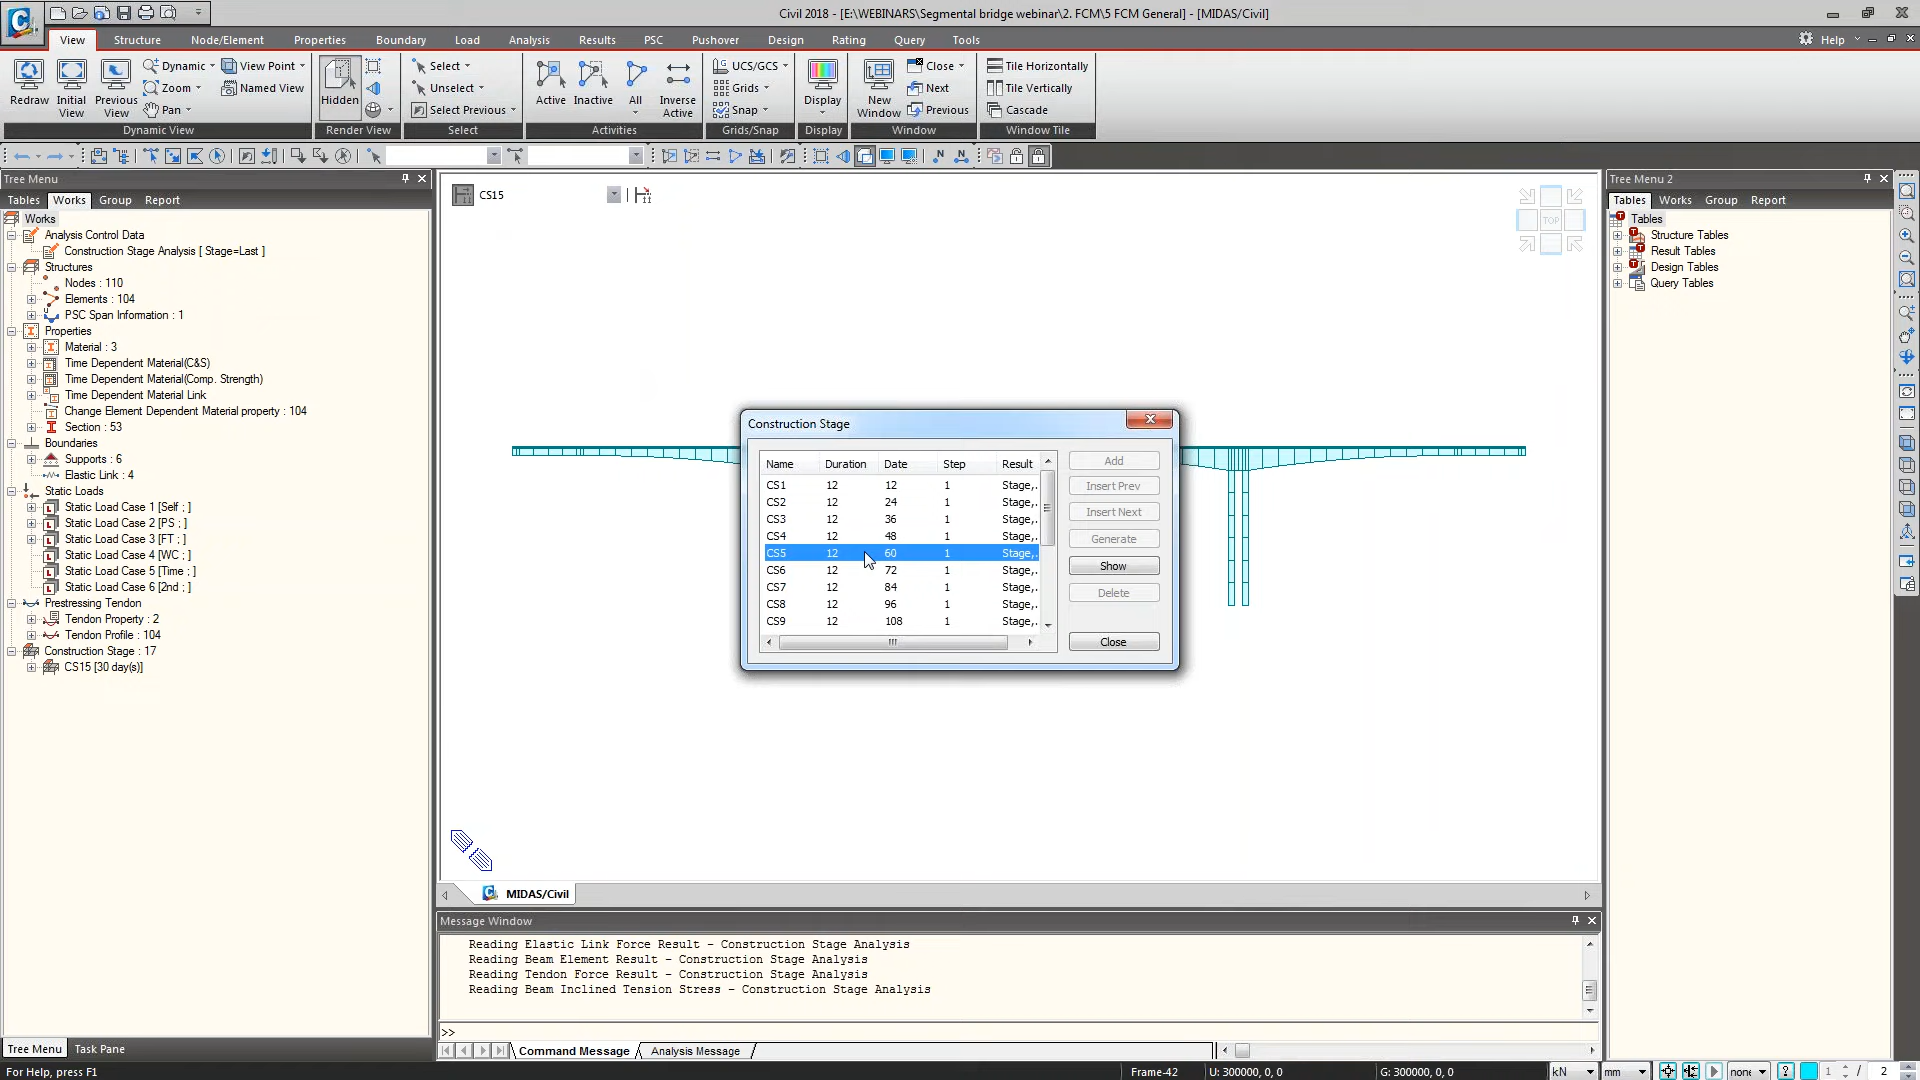 Civil 2018 - [E:\WEBINARS\Segmental bridge webinar\2. FCM\5 FCM General] - [MIDAS/Civil]
View Structure Node/Element Properties Boundary Load Analysis Results PSC Pushover Design Rating Query Tools Help
Redraw
Initial View
Previous View
Dynamic
Zoom
Pan
View Point
Named View
Dynamic View
Hidden
Render View
Select
Unselect
Select Previous
Select
Active
Inactive
All
Inverse Active
Activities
UCS/GCS
Grids
Snap
Grids/Snap
Display
Display
New Window
Close
Next
Previous
Window
Tile Horizontally
Tile Vertically
Cascade
Window Tile
Tree Menu
Tables Works Group Report
Works
Analysis Control Data
Construction Stage Analysis [ Stage=Last ]
Structures
Nodes : 110
Elements : 104
PSC Span Information : 1
Properties
Material : 3
Time Dependent Material(C&S)
Time Dependent Material(Comp. Strength)
Time Dependent Material Link
Change Element Dependent Material property : 104
Section : 53
Boundaries
Supports : 6
Elastic Link : 4
Static Loads
Static Load Case 1 [Self ; ]
Static Load Case 2 [PS ; ]
Static Load Case 3 [FT ; ]
Static Load Case 4 [WC ; ]
Static Load Case 5 [Time ; ]
Static Load Case 6 [2nd ; ]
Prestressing Tendon
Tendon Property : 2
Tendon Profile : 104
Construction Stage : 17
CS15 [30 day(s)]
Tree Menu Task Pane
CS15
TOP
Construction Stage
Name Duration Date Step Result
CS1 12 12 1 Stage,.
CS2 12 24 1 Stage,.
CS3 12 36 1 Stage,.
CS4 12 48 1 Stage,.
CS5 12 60 1 Stage,.
CS6 12 72 1 Stage,.
CS7 12 84 1 Stage,.
CS8 12 96 1 Stage,.
CS9 12 108 1 Stage,.
Add
Insert Prev
Insert Next
Generate
Show
Delete
Close
MIDAS/Civil
Message Window
Reading Elastic Link Force Result - Construction Stage Analysis
Reading Beam Element Result - Construction Stage Analysis
Reading Tendon Force Result - Construction Stage Analysis
Reading Beam Inclined Tension Stress - Construction Stage Analysis
>>
Command Message Analysis Message
Tree Menu 2
Tables Works Group Report
Tables
Structure Tables
Result Tables
Design Tables
Query Tables
For Help, press F1
Frame-42 U: 300000, 0, 0 G: 300000, 0, 0 kN mm none ? 1 / 2